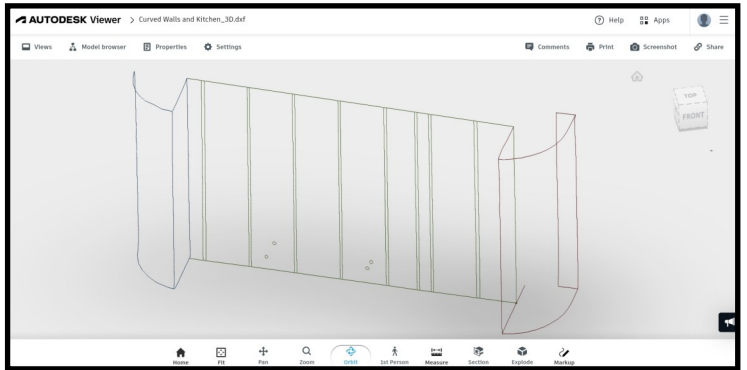 AUTODESK Viewer > Curved Walls and Kitchen_3D.dxf
Help Apps
Views Model browser Properties Settings Comments Print Screenshot Share
TOP
FRONT
Home Fit Pan Zoom Orbit 1st Person Measure Section Explode Markup